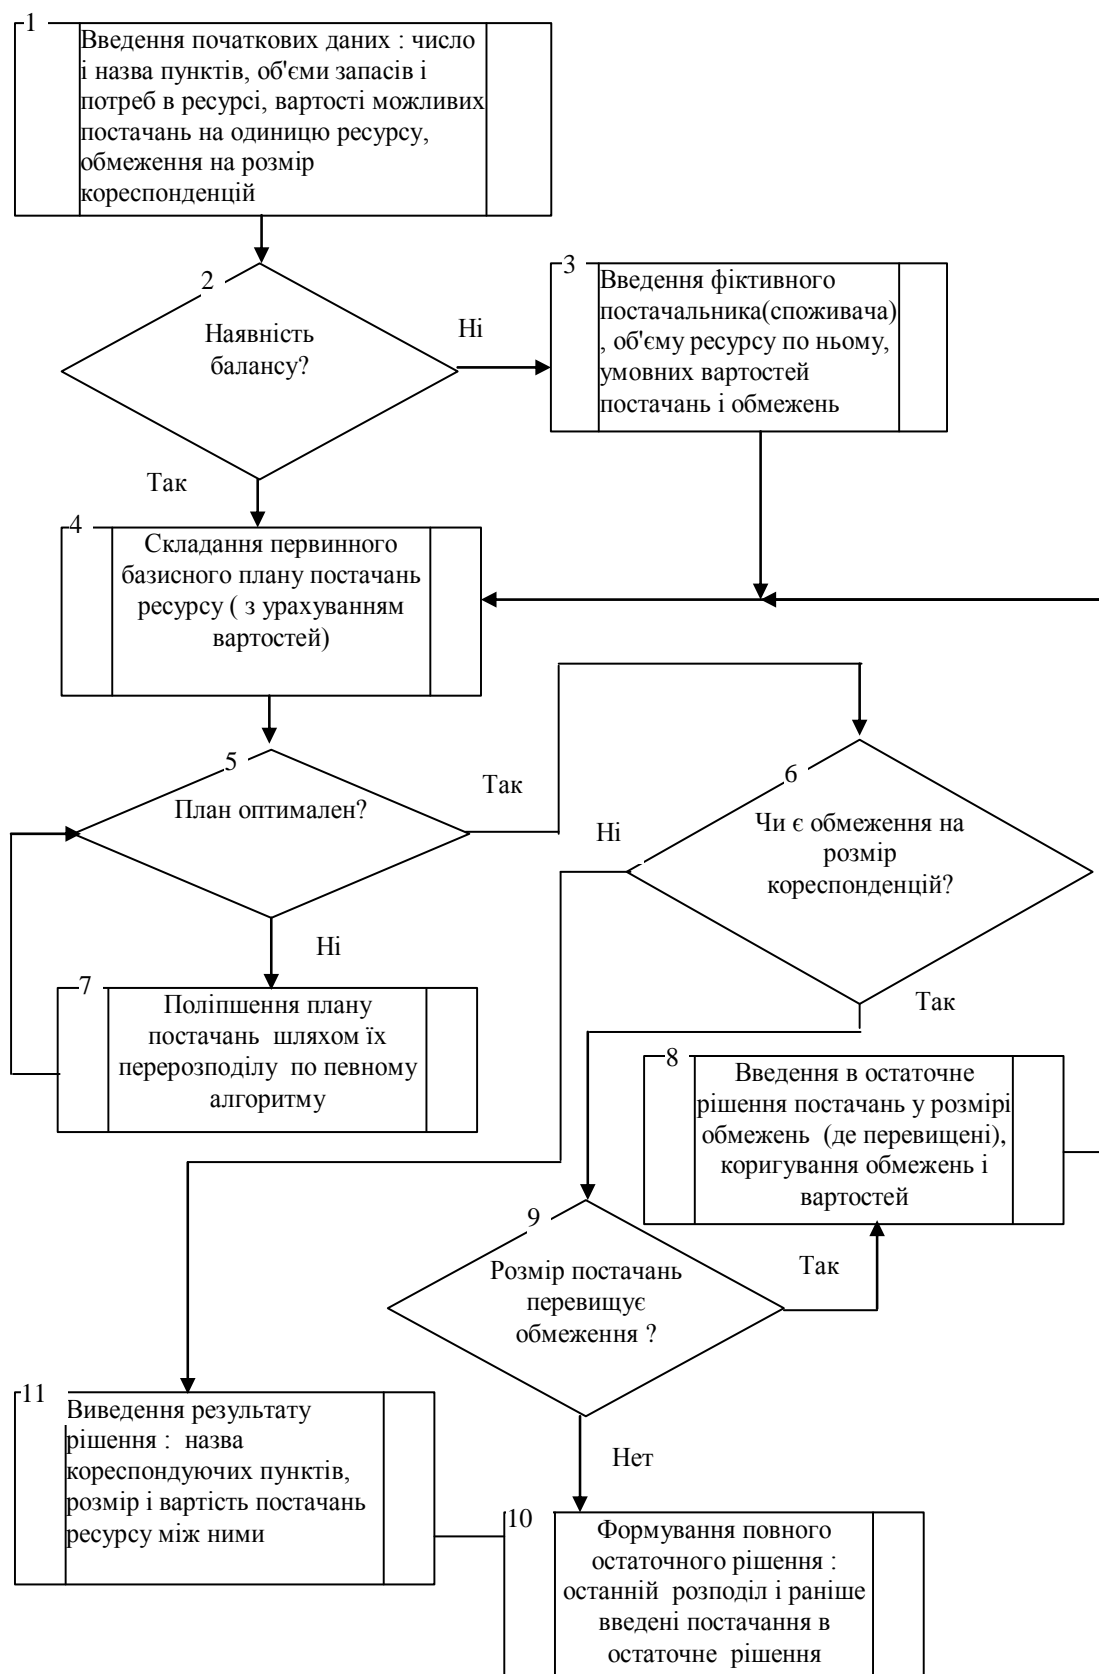 1
Введення початкових даних : число
і назва пунктів, об'єми запасів і
потреб в ресурсі, вартості можливих
постачань на одиницю ресурсу,
обмеження на розмір
кореспонденцій
2
Наявність
балансу?
Ні
3
Введення фіктивного
постачальника(споживача)
, об'єму ресурсу по ньому,
умовних вартостей
постачань і обмежень
Так
4
Складання первинного
базисного плану постачань
ресурсу ( з урахуванням
вартостей)
5
План оптимален?
Так
6
Чи є обмеження на
розмір
кореспонденцій?
Ні
Ні
Так
7
Поліпшення плану
постачань шляхом їх
перерозподілу по певному
алгоритму
8
Введення в остаточне
рішення постачань у розмірі
обмежень (де перевищені),
коригування обмежень і
вартостей
9
Розмір постачань
перевищує
обмеження ?
Так
Нет
11
Виведення результату
рішення : назва
кореспондуючих пунктів,
розмір і вартість постачань
ресурсу між ними
10
Формування повного
остаточного рішення :
останній розподіл і раніше
введені постачання в
остаточне рішення